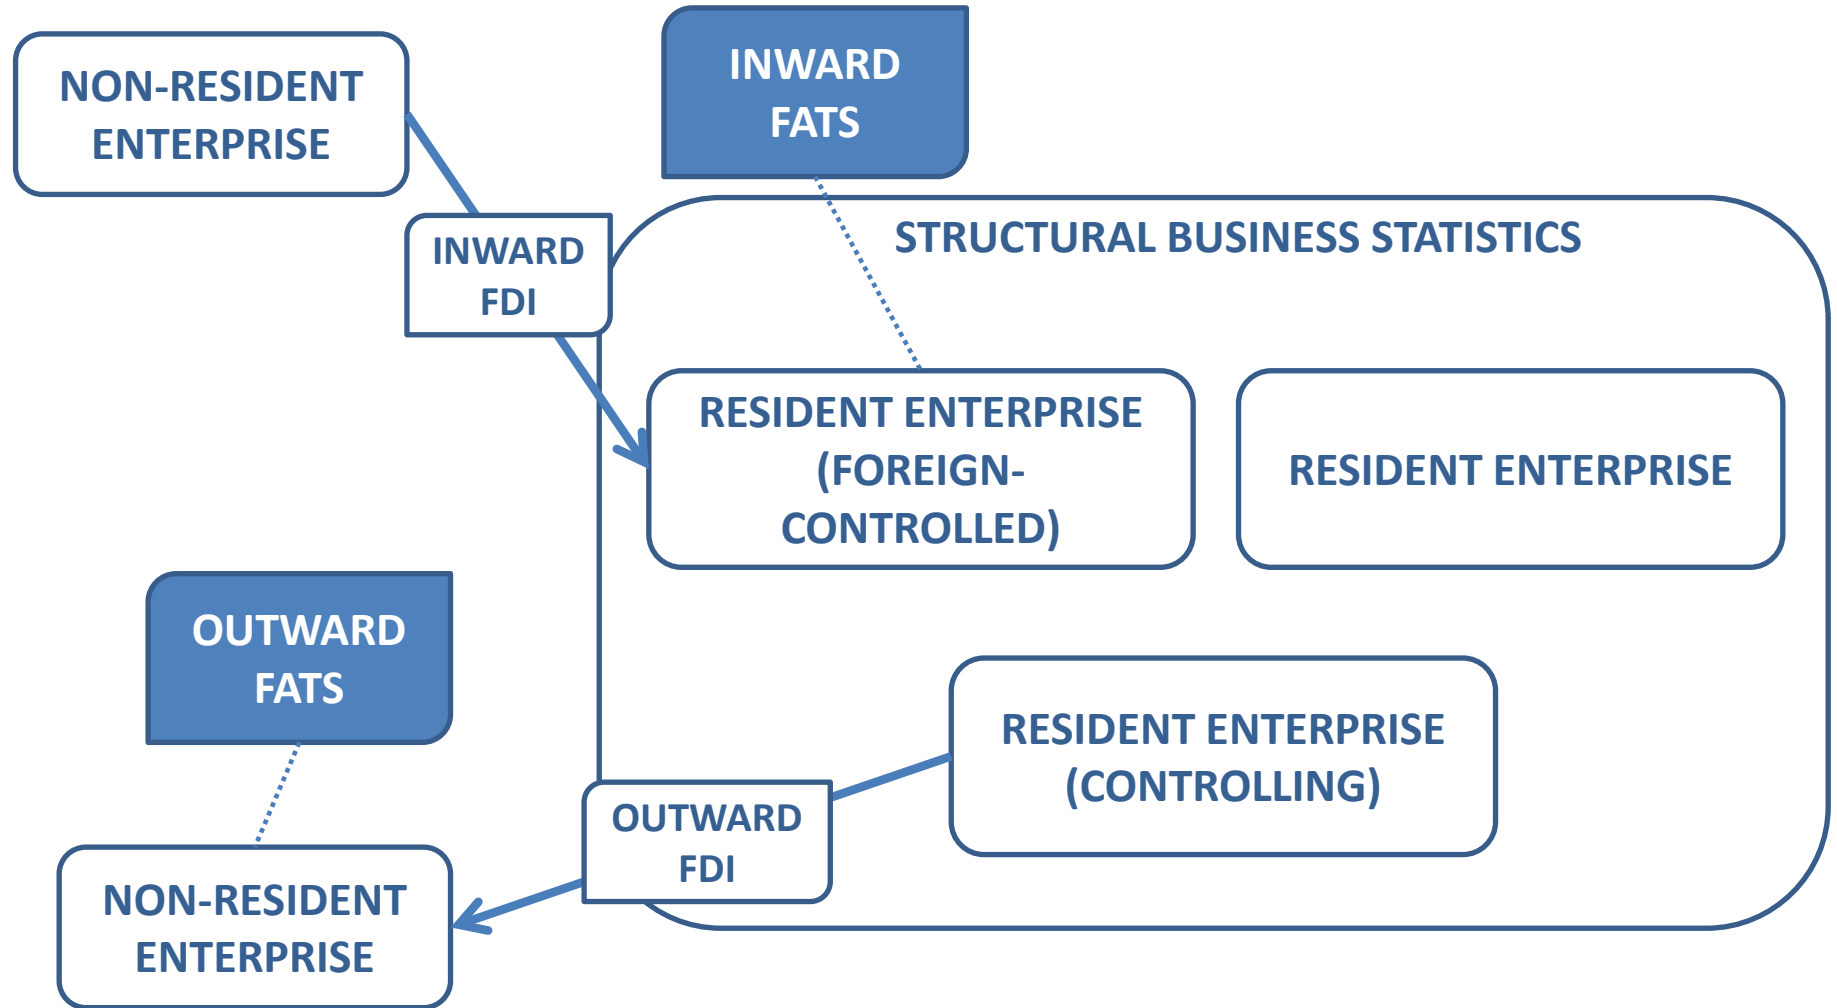 NON-RESIDENT
ENTERPRISE
INWARD
FATS
STRUCTURAL BUSINESS STATISTICS
INWARD
FDI
RESIDENT ENTERPRISE
(FOREIGN-
CONTROLLED)
RESIDENT ENTERPRISE
OUTWARD
FATS
RESIDENT ENTERPRISE
(CONTROLLING)
OUTWARD
FDI
NON-RESIDENT
ENTERPRISE